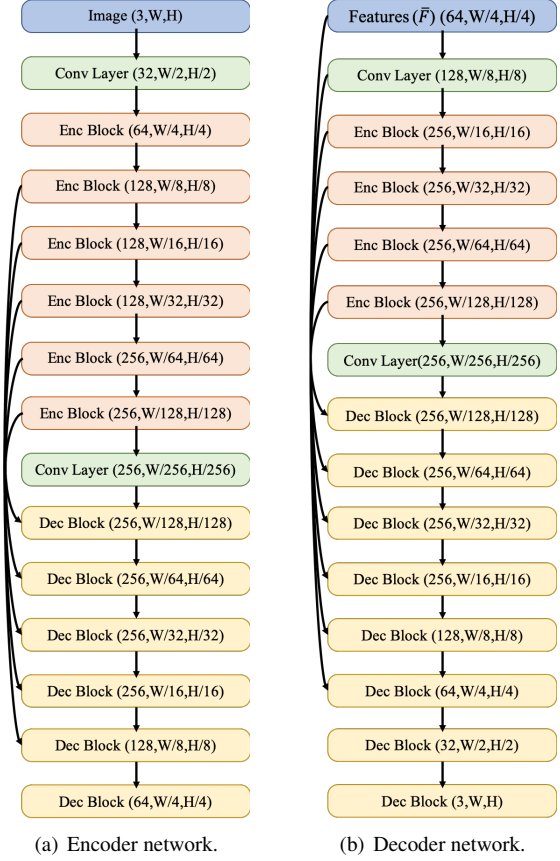 Image (3,W,H)
Conv Layer (32,W/2,H/2)
Enc Block (64,W/4,H/4)
Enc Block (128,W/8,H/8)
Enc Block (128,W/16,H/16)
Enc Block (128,W/32,H/32)
Enc Block (256,W/64,H/64)
Enc Block (256,W/128,H/128)
Conv Layer (256,W/256,H/256)
Dec Block (256,W/128,H/128)
Dec Block (256,W/64,H/64)
Dec Block (256,W/32,H/32)
Dec Block (256,W/16,H/16)
Dec Block (128,W/8,H/8)
Dec Block (64,W/4,H/4)
(a) Encoder network.
Features (F̄) (64,W/4,H/4)
Conv Layer (128,W/8,H/8)
Enc Block (256,W/16,H/16)
Enc Block (256,W/32,H/32)
Enc Block (256,W/64,H/64)
Enc Block (256,W/128,H/128)
Conv Layer(256,W/256,H/256)
Dec Block (256,W/128,H/128)
Dec Block (256,W/64,H/64)
Dec Block (256,W/32,H/32)
Dec Block (256,W/16,H/16)
Dec Block (128,W/8,H/8)
Dec Block (64,W/4,H/4)
Dec Block (32,W/2,H/2)
Dec Block (3,W,H)
(b) Decoder network.